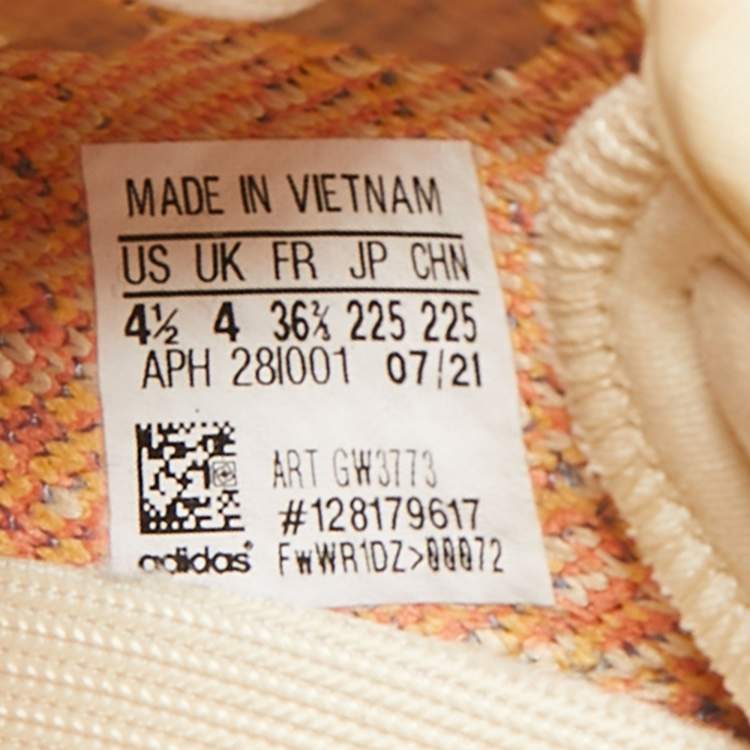 MADE IN VIETNAM
US UK FR JP CHN
4½ 4 36⅔ 225 225
APH 281001 07/21
ART GW3773
#128179617
adidas® FwWR1DZ>00072